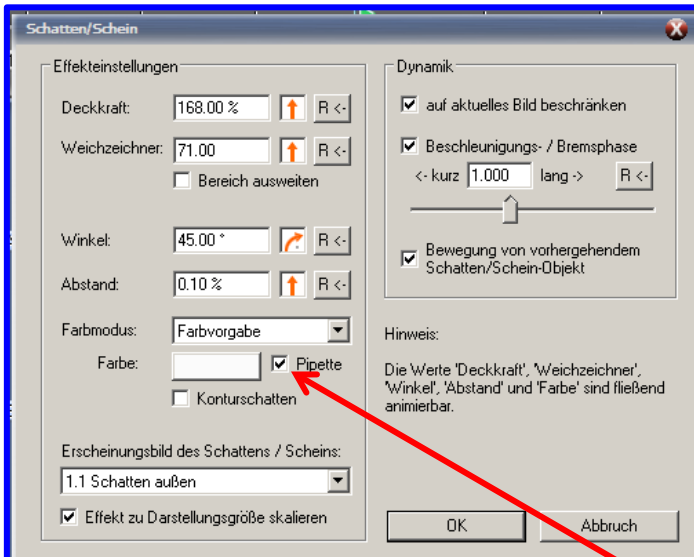 Schatten/Schein
Effekteinstellungen
Deckkraft: 168.00 % R <-
Weichzeichner: 71.00 R <-
Bereich ausweiten
Winkel: 45.00 ° R <-
Abstand: 0.10 % R <-
Farbmodus: Farbvorgabe
Farbe: Pipette
Konturschatten
Erscheinungsbild des Schattens / Scheins:
1.1 Schatten außen
Effekt zu Darstellungsgröße skalieren
Dynamik
auf aktuelles Bild beschränken
Beschleunigungs- / Bremsphase
<- kurz 1.000 lang -> R <-
Bewegung von vorhergehendem
Schatten/Schein-Objekt
Hinweis:
Die Werte 'Deckkraft', 'Weichzeichner',
'Winkel', 'Abstand' und 'Farbe' sind fließend
animierbar.
OK Abbruch